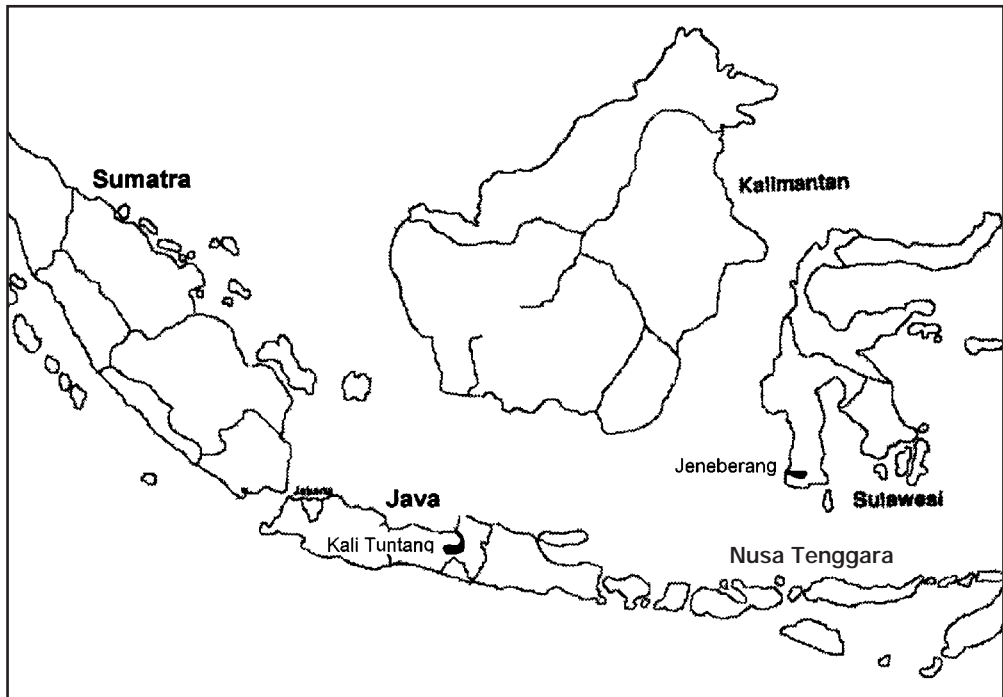 Sumatra
Kalimantan
Jeneberang
Sulawesi
Jakarta
Java
Kali Tuntang
Nusa Tenggara